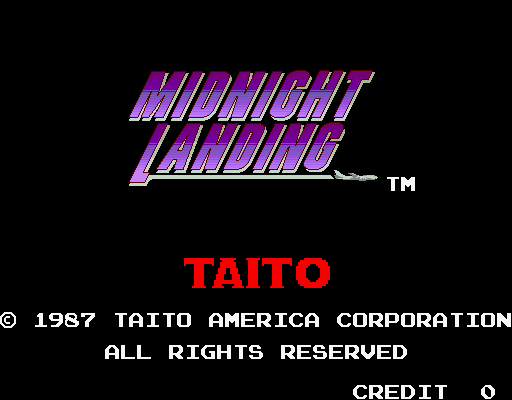 MIDNIGHT
LANDING
TM
TAITO
© 1987 TAITO AMERICA CORPORATION
ALL RIGHTS RESERVED
CREDIT 0